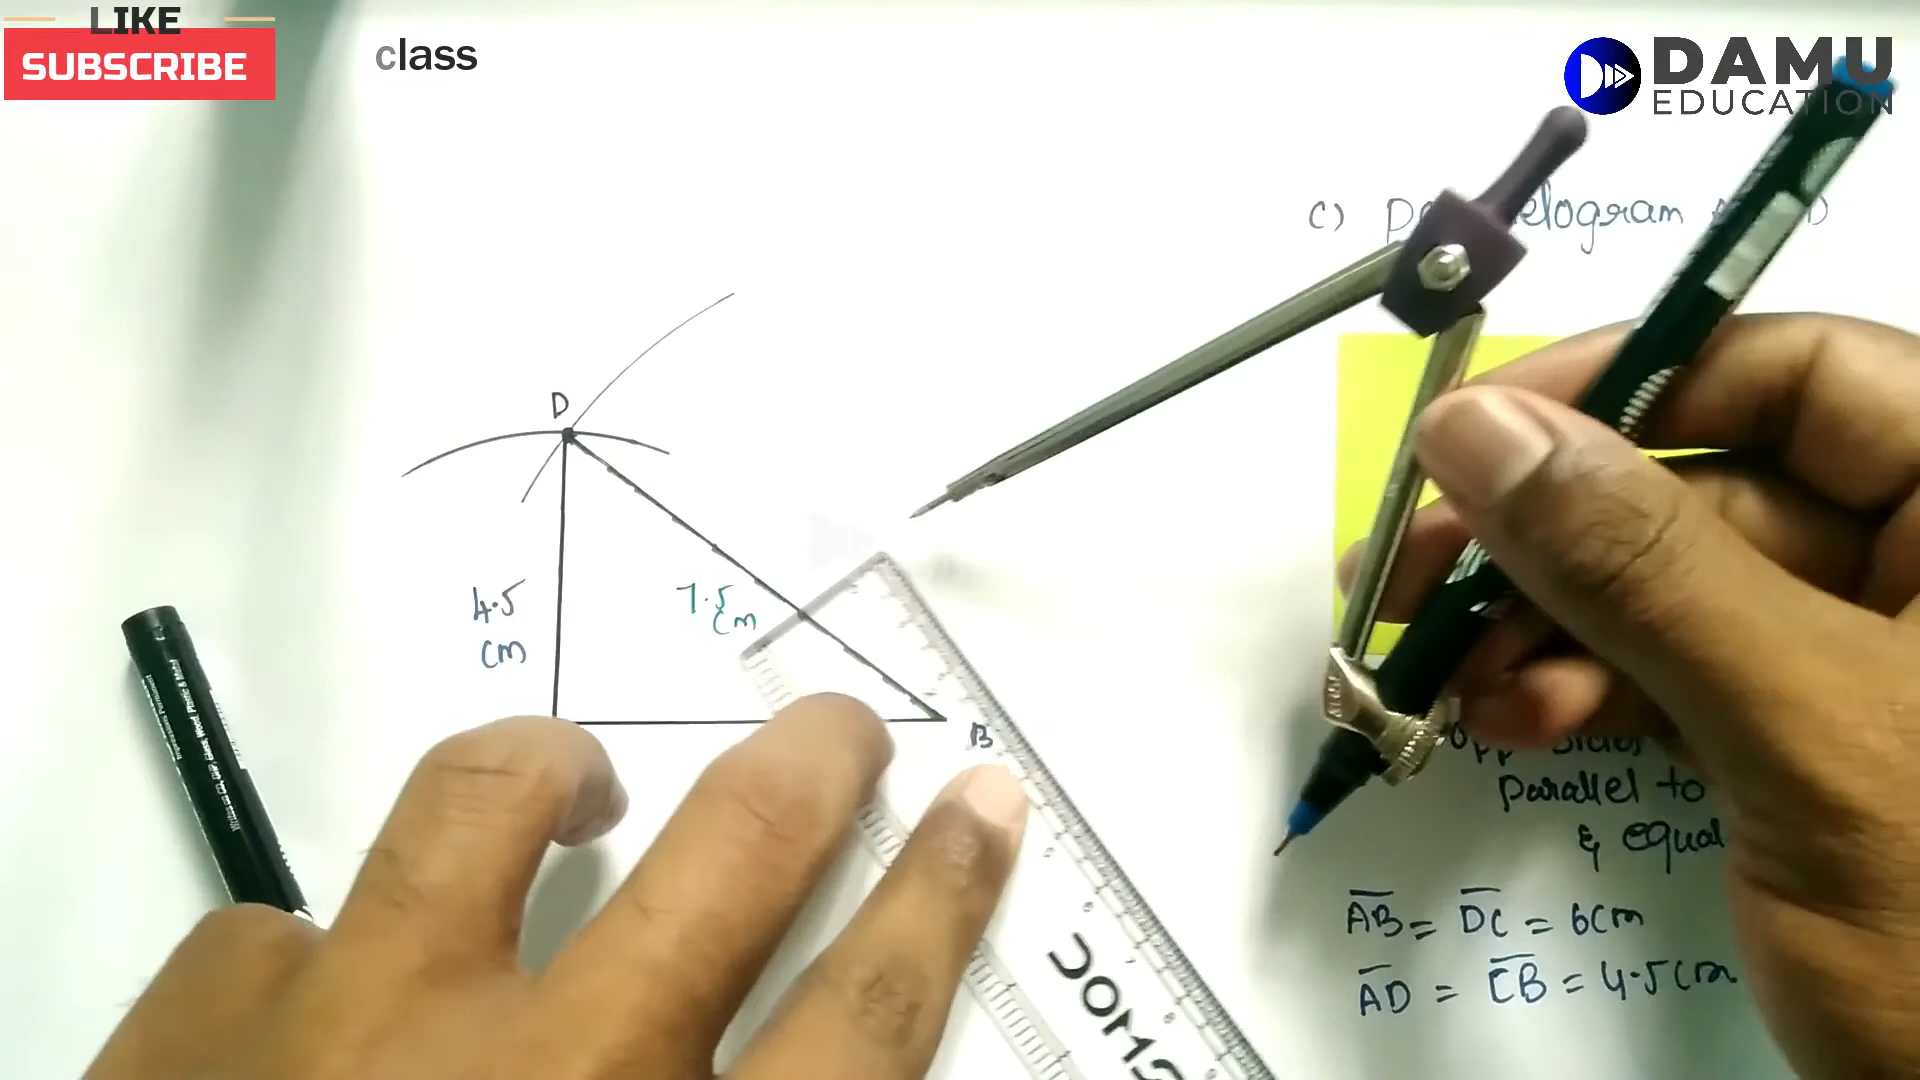 LIKE
SUBSCRIBE
class
DAMU
EDUCATION
C)
D
4.5
cm
7.5
cm
B
parallel to
& equal
AB = DC = 6cm
AD = CB = 4.5cm
DOMS